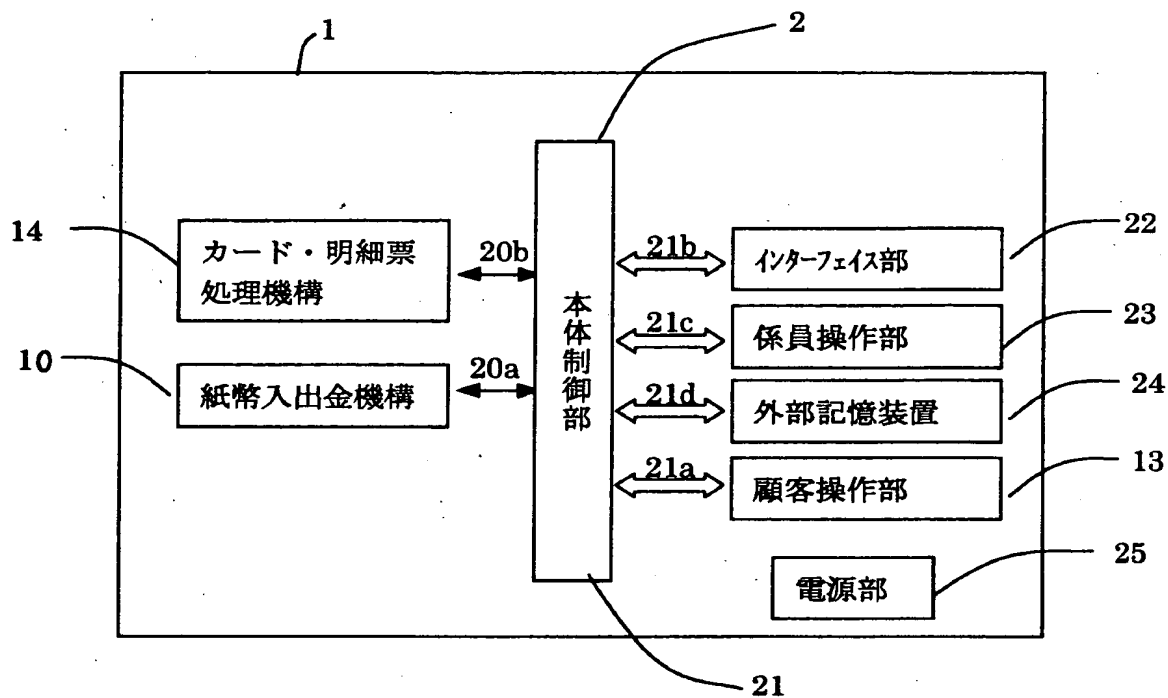 1
2
14
カード・明細票
処理機構
20b
本体制御部
21b
インターフェイス部
22
21c
係員操作部
23
10
紙幣入出金機構
20a
21d
外部記憶装置
24
21a
顧客操作部
13
電源部
25
21